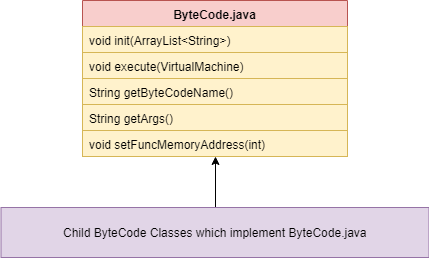 ByteCode.java
void init(ArrayList<String>)
void execute(VirtualMachine)
String getByteCodeName()
String getArgs()
void setFuncMemoryAddress(int)
Child ByteCode Classes which implement ByteCode.java